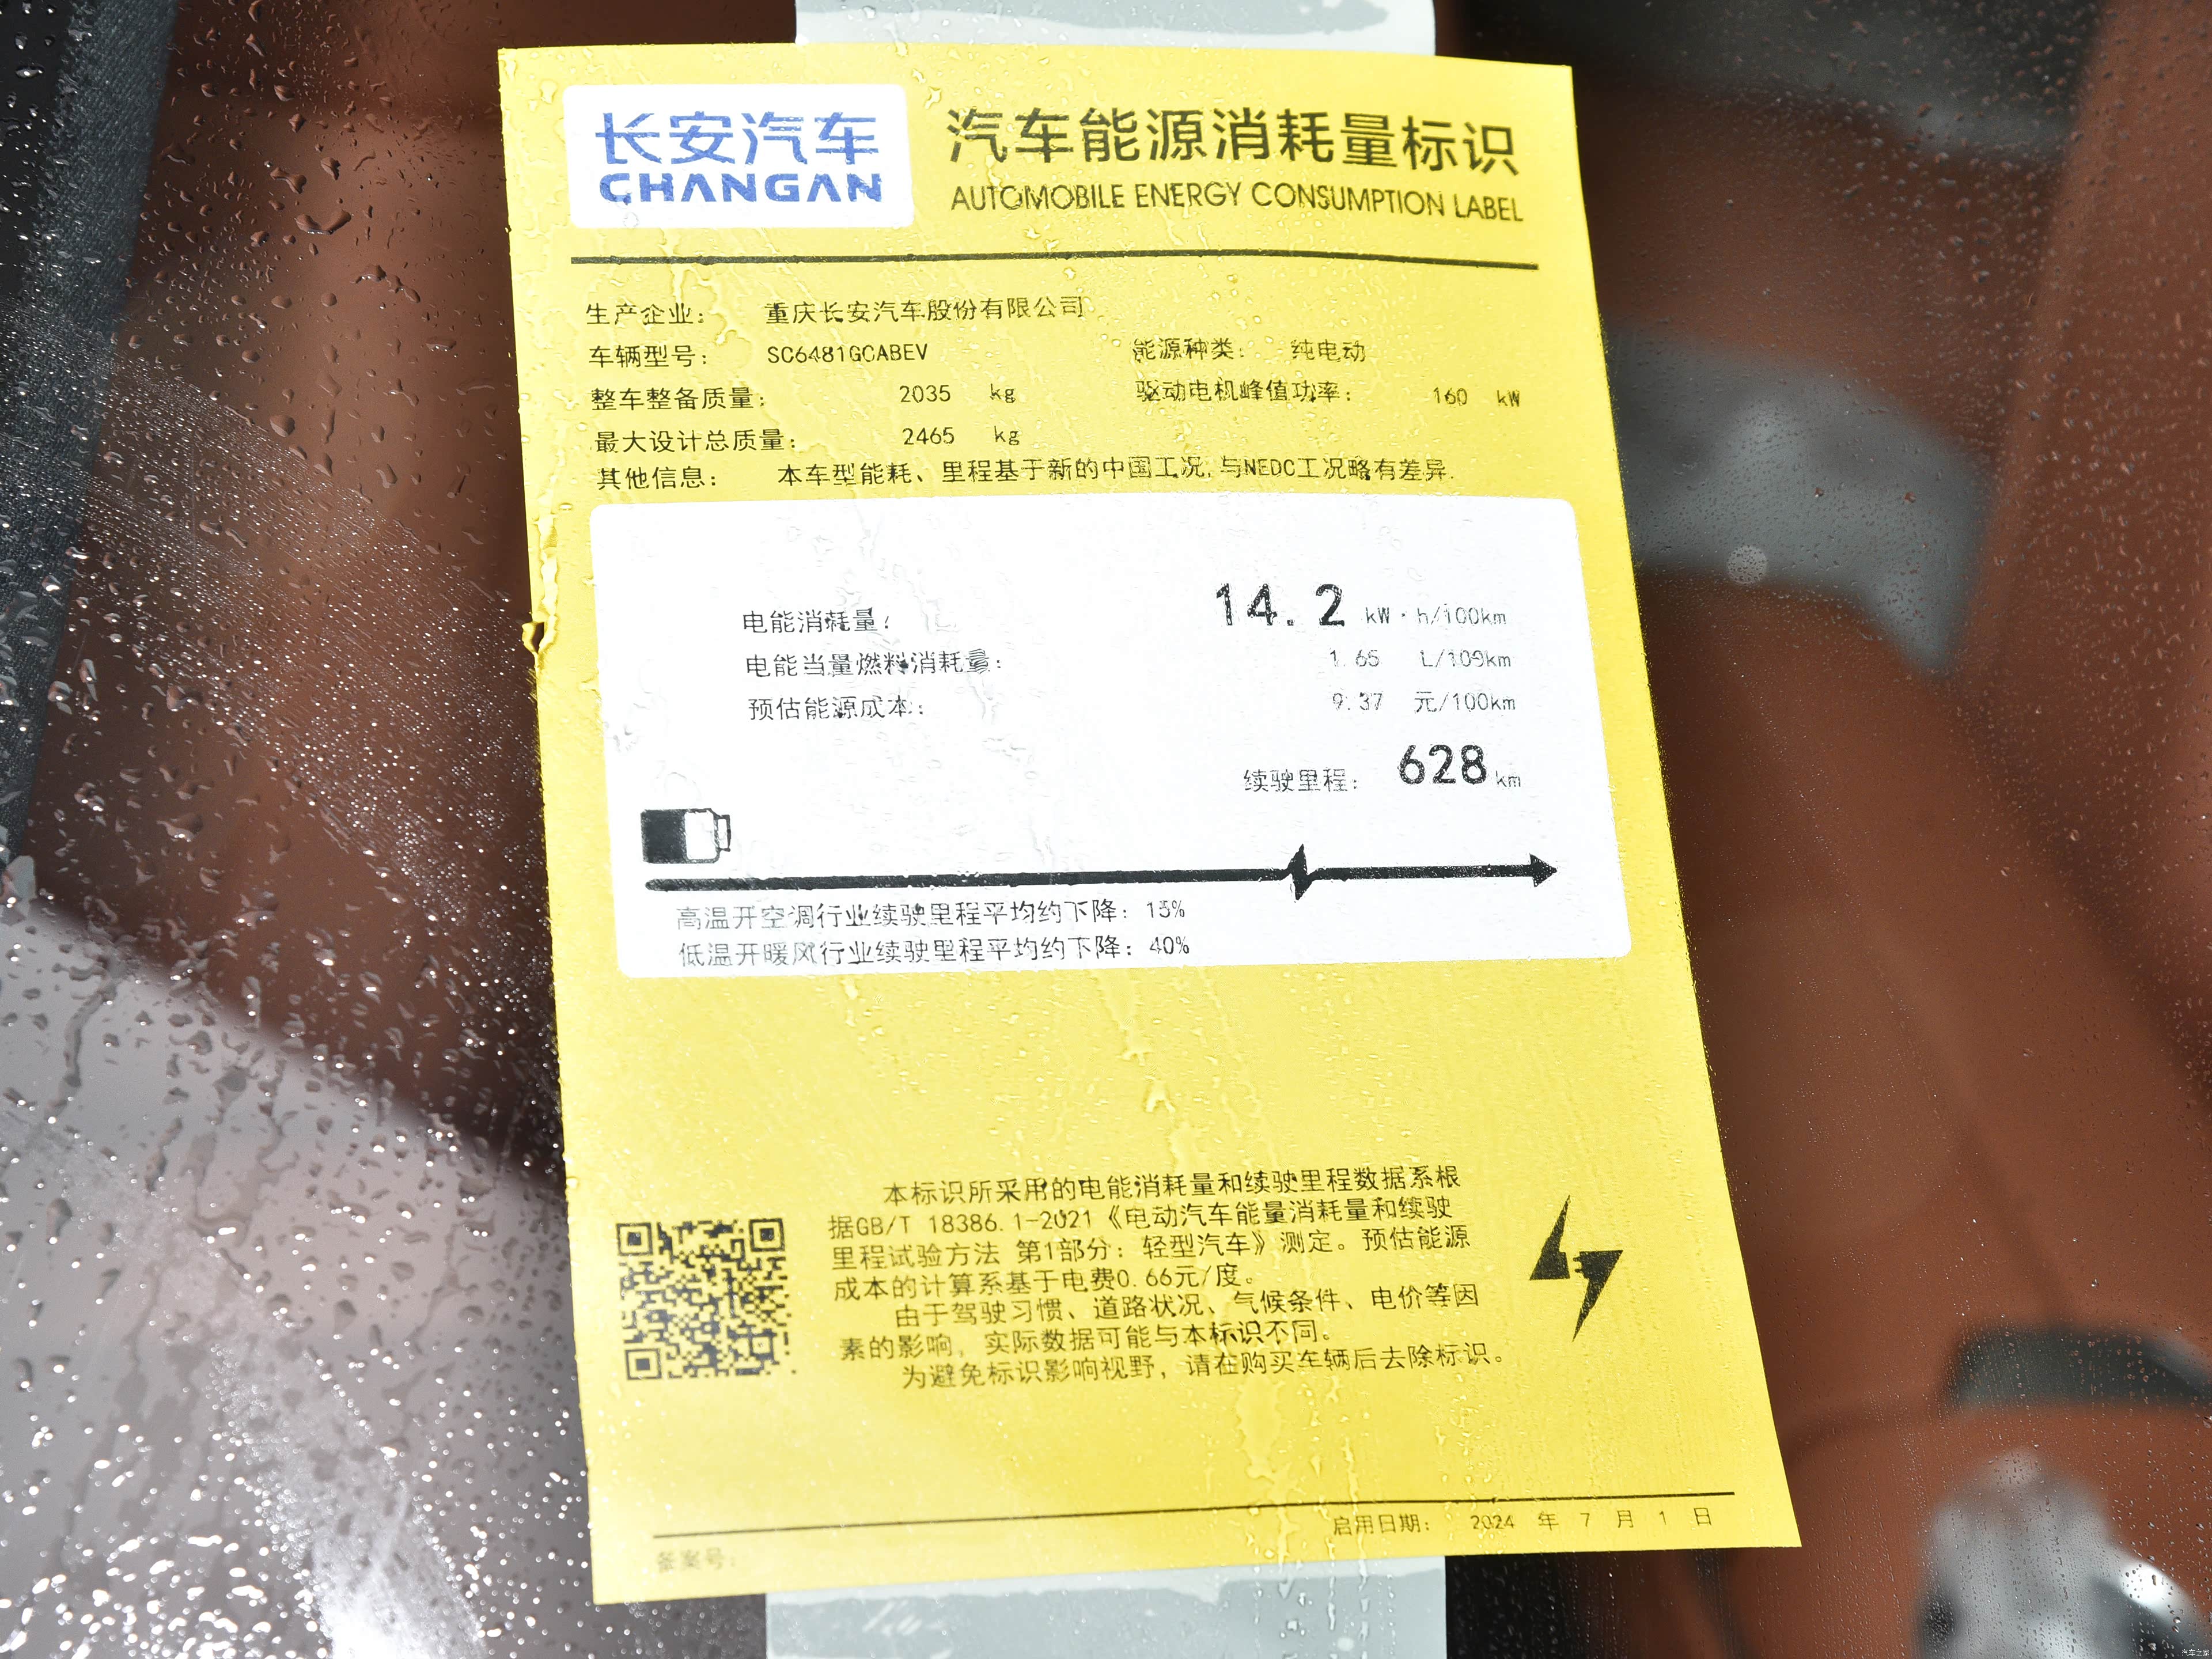 长安汽车
CHANGAN
汽车能源消耗量标识
AUTOMOBILE ENERGY CONSUMPTION LABEL
生产企业: 重庆长安汽车股份有限公司
车辆型号: SC6481GCABEV 能源种类: 纯电动
整车整备质量: 2035 kg 驱动电机峰值功率: 160 kW
最大设计总质量: 2465 kg
其他信息: 本车型能耗、里程基于新的中国工况,与NEDC工况略有差异.
电能消耗量: 14.2 kW·h/100km
电能当量燃料消耗量: 1.65 L/100km
预估能源成本: 9.37 元/100km
续驶里程: 628 km
高温开空调行业续驶里程平均约下降: 15%
低温开暖风行业续驶里程平均约下降: 40%
本标识所采用的电能消耗量和续驶里程数据系根
据GB/T 18386.1-2021《电动汽车能量消耗量和续驶
里程试验方法 第1部分: 轻型汽车》测定。预估能源
成本的计算系基于电费0.66元/度。
由于驾驶习惯、道路状况、气候条件、电价等因
素的影响, 实际数据可能与本标识不同。
为避免标识影响视野, 请在购买车辆后去除标识。
启用日期: 2024 年 7 月 1 日
备案号:
汽车之家